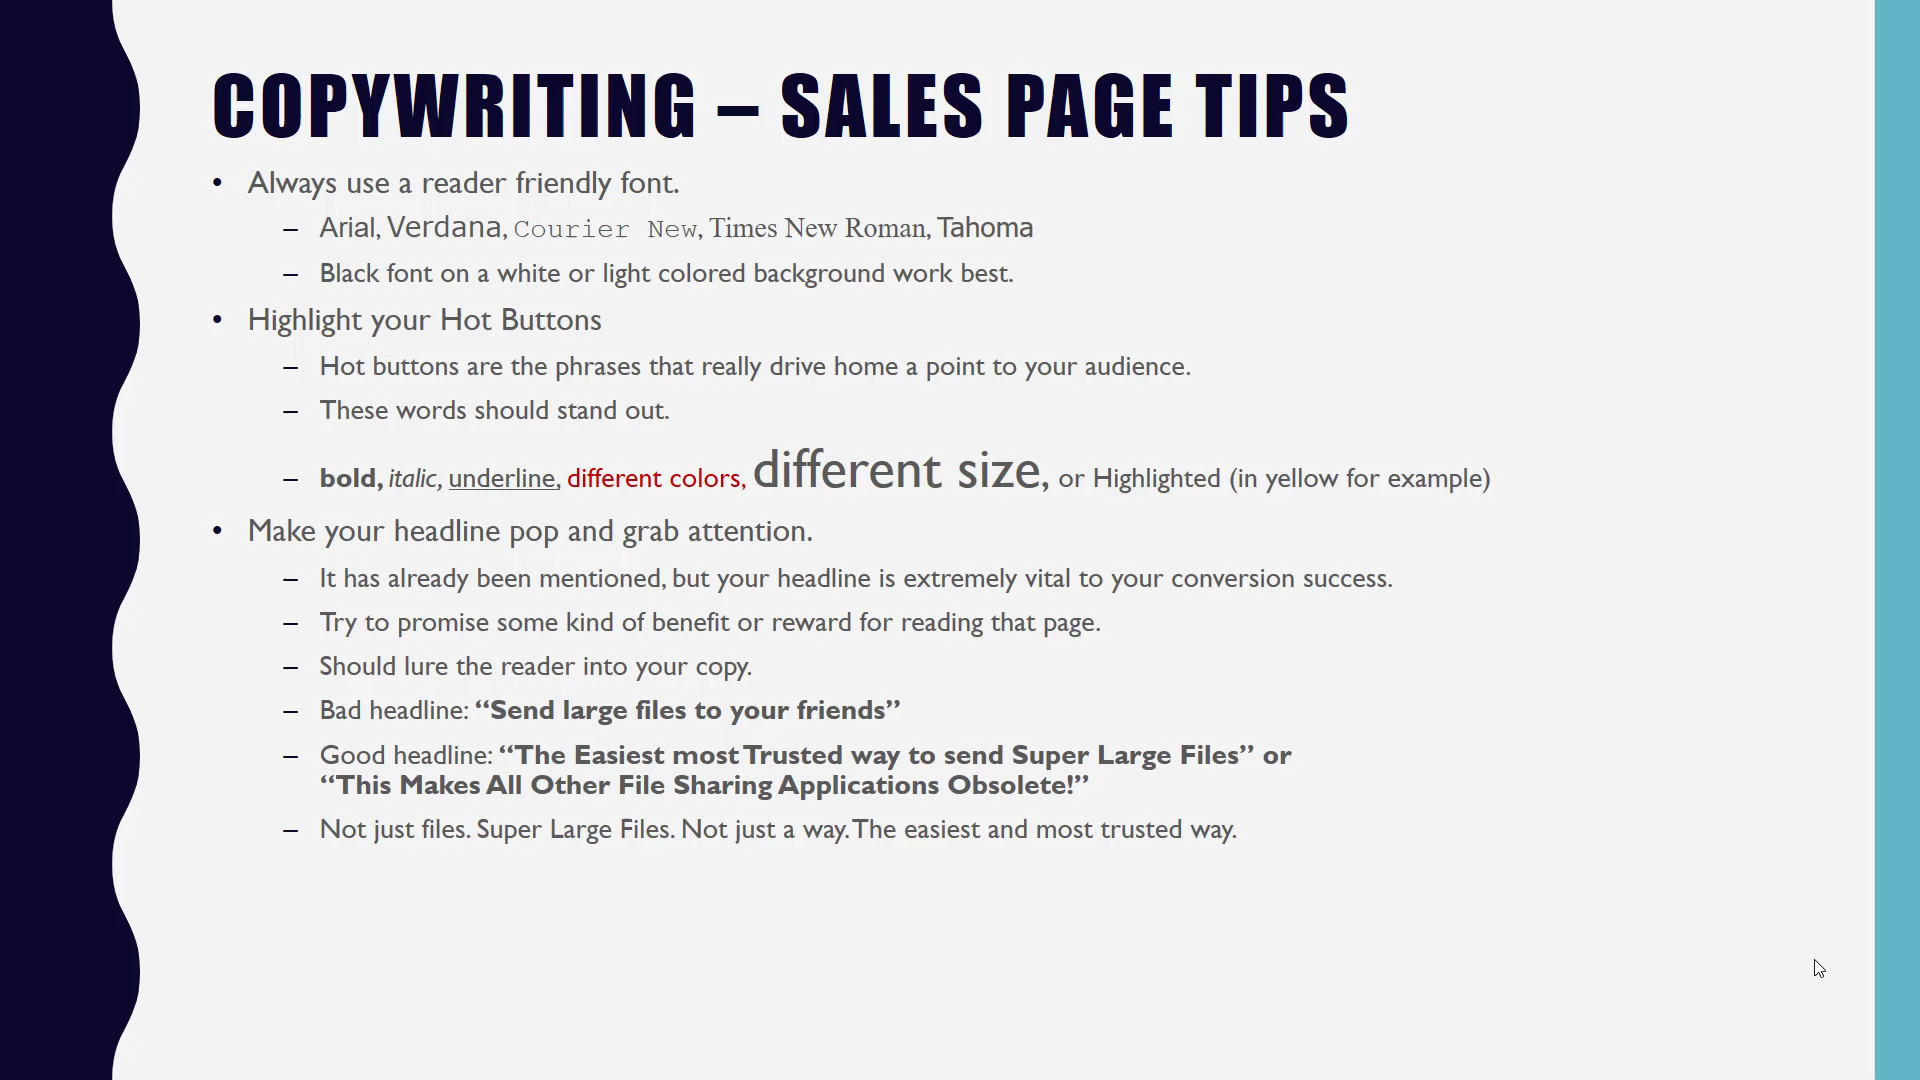 COPYWRITING – SALES PAGE TIPS
• Always use a reader friendly font.
– Arial, Verdana, Courier New, Times New Roman, Tahoma
– Black font on a white or light colored background work best.
• Highlight your Hot Buttons
– Hot buttons are the phrases that really drive home a point to your audience.
– These words should stand out.
– bold, italic, underline, different colors, different size, or Highlighted (in yellow for example)
• Make your headline pop and grab attention.
– It has already been mentioned, but your headline is extremely vital to your conversion success.
– Try to promise some kind of benefit or reward for reading that page.
– Should lure the reader into your copy.
– Bad headline: “Send large files to your friends”
– Good headline: “The Easiest most Trusted way to send Super Large Files” or
“This Makes All Other File Sharing Applications Obsolete!”
– Not just files. Super Large Files. Not just a way. The easiest and most trusted way.